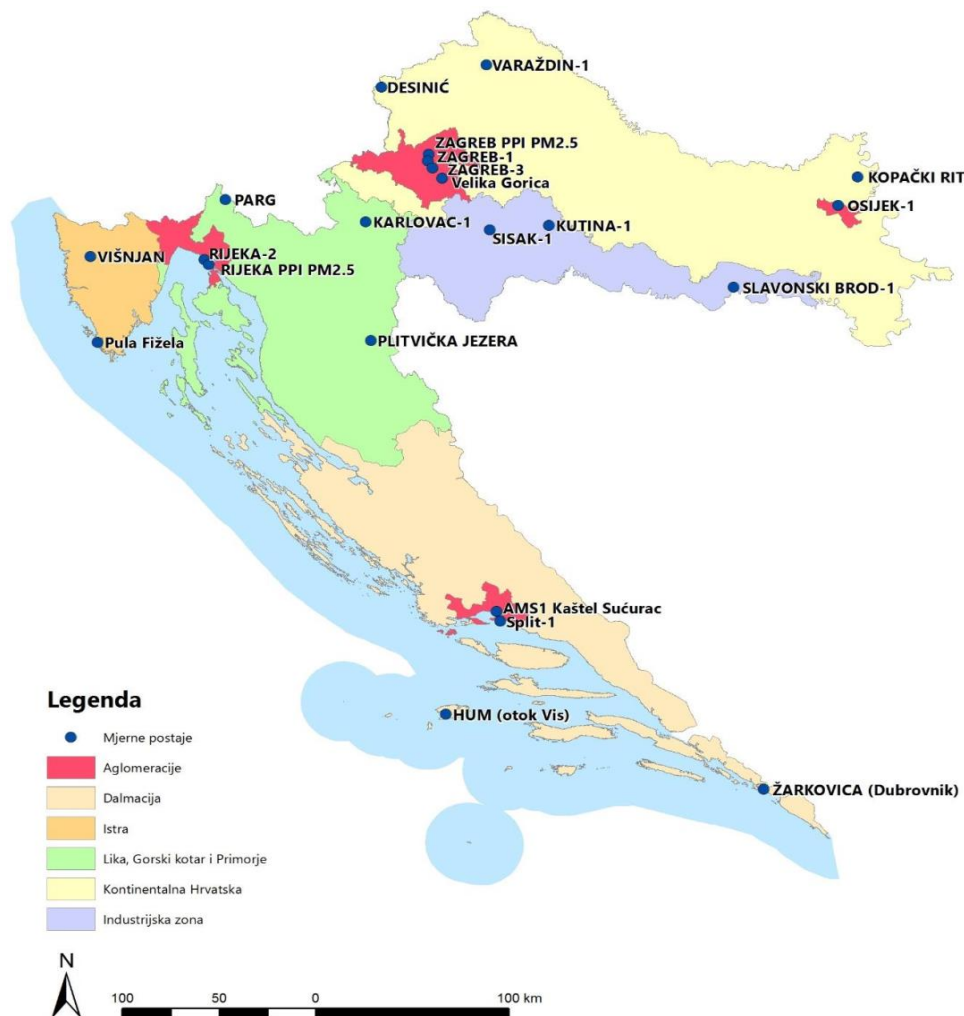 VARAŽDIN-1
DESINIĆ
ZAGREB PPI PM2.5
ZAGREB-1
ZAGREB-3
Velika Gorica
KOPAČKI RIT
OSIJEK-1
PARG
KARLOVAC-1
KUTINA-1
SISAK-1
VIŠNJAN
RIJEKA-2
RIJEKA PPI PM2.5
SLAVONSKI BROD-1
Pula Fižela
PLITVIČKA JEZERA
AMS1 Kaštel Sućurac
Split-1
HUM (otok Vis)
ŽARKOVICA (Dubrovnik)
Legenda
Mjerne postaje
Aglomeracije
Dalmacija
Istra
Lika, Gorski kotar i Primorje
Kontinentalna Hrvatska
Industrijska zona
N
100 50 0 100 km